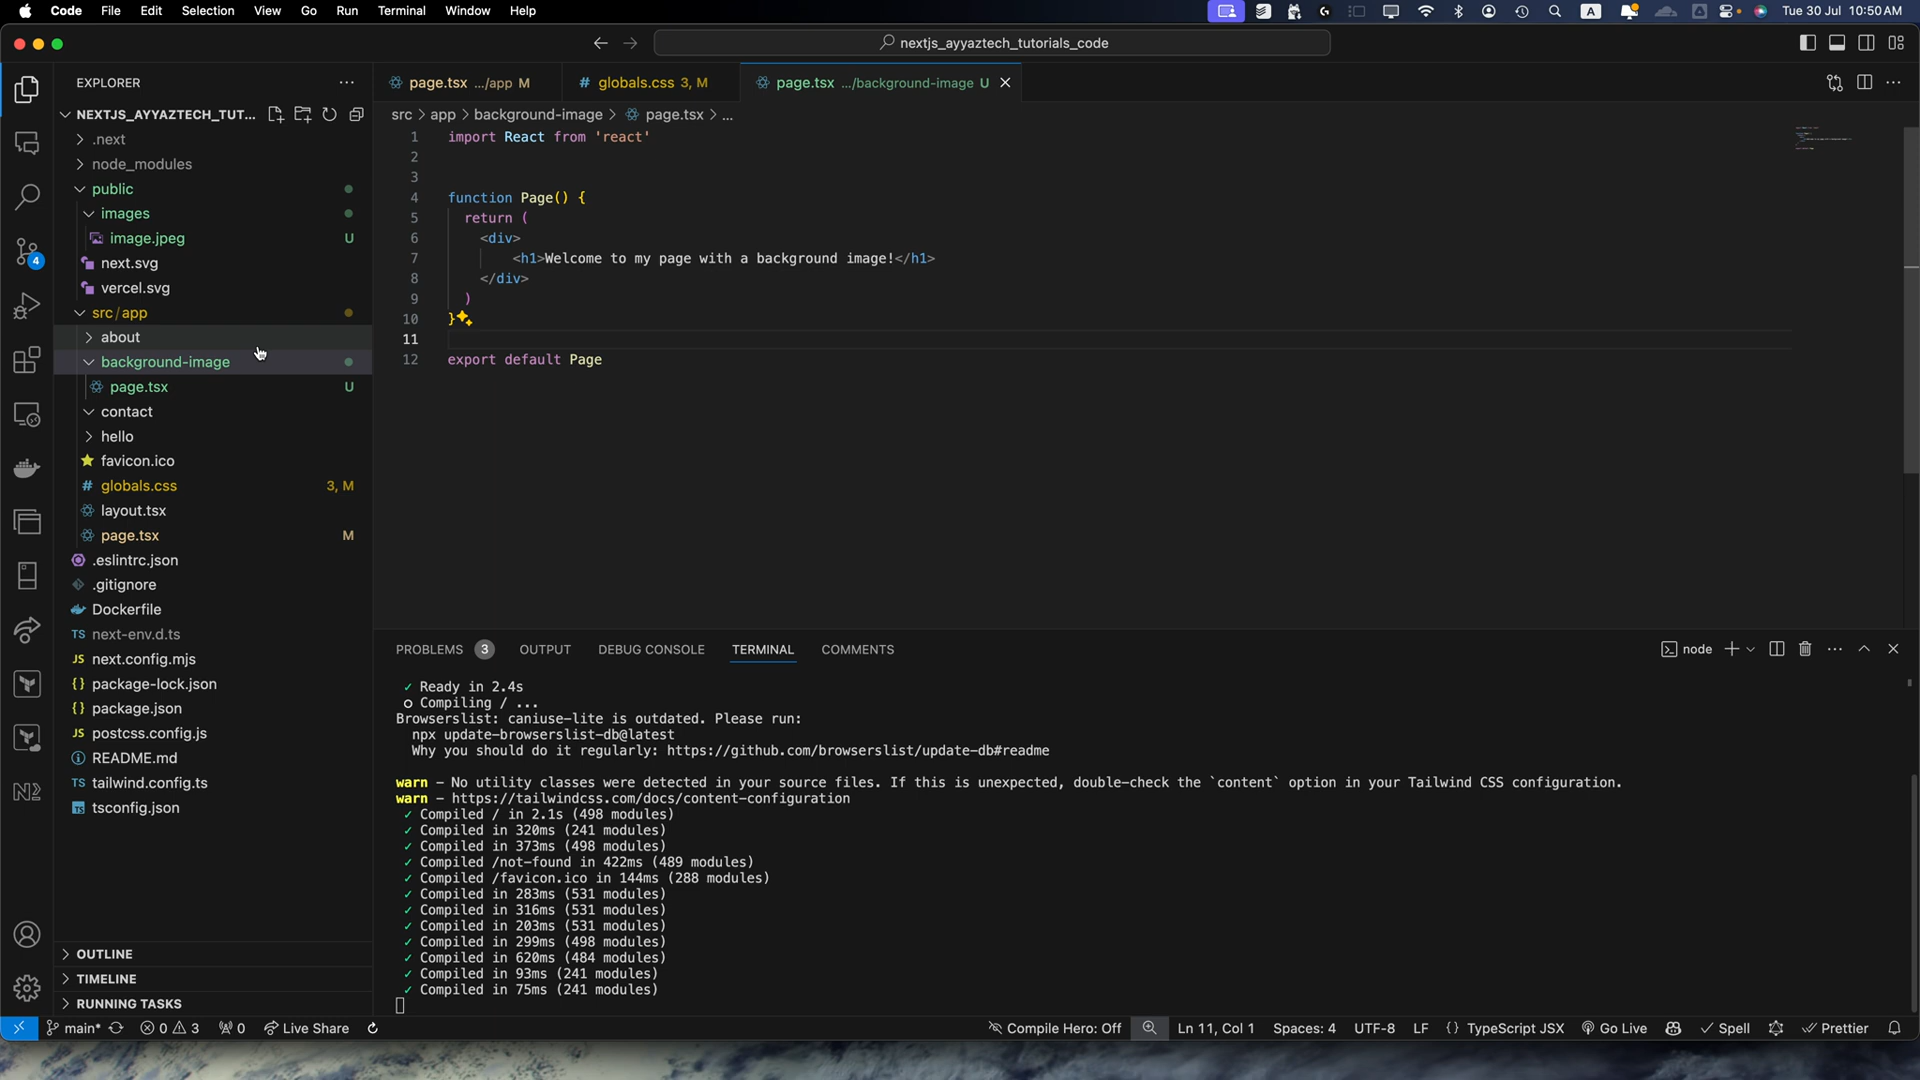 Code File Edit Selection View Go Run Terminal Window Help
A
Tue 30 Jul 10:50 AM
nextjs_ayyaztech_tutorials_code
EXPLORER
page.tsx .../app M
globals.css 3, M
page.tsx .../background-image U
NEXTJS_AYYAZTECH_TUT...
src > app > background-image > page.tsx > ...
.next
node_modules
public
images
image.jpeg U
next.svg
vercel.svg
src/app
about
background-image
page.tsx U
contact
hello
favicon.ico
globals.css 3, M
layout.tsx
page.tsx M
.eslintrc.json
.gitignore
Dockerfile
TS next-env.d.ts
JS next.config.mjs
{} package-lock.json
{} package.json
JS postcss.config.js
README.md
TS tailwind.config.ts
TS tsconfig.json
OUTLINE
TIMELINE
RUNNING TASKS
4
1 import React from 'react'
2
3
4 function Page() {
5 return (
6 <div>
7 <h1>Welcome to my page with a background image!</h1>
8 </div>
9 )
10 }
11
12 export default Page
PROBLEMS 3 OUTPUT DEBUG CONSOLE TERMINAL COMMENTS
node
✓ Ready in 2.4s
○ Compiling / ...
Browserslist: caniuse-lite is outdated. Please run:
npx update-browserslist-db@latest
Why you should do it regularly: https://github.com/browserslist/update-db#readme
warn - No utility classes were detected in your source files. If this is unexpected, double-check the `content` option in your Tailwind CSS configuration.
warn - https://tailwindcss.com/docs/content-configuration
✓ Compiled / in 2.1s (498 modules)
✓ Compiled in 320ms (241 modules)
✓ Compiled in 373ms (498 modules)
✓ Compiled /not-found in 422ms (489 modules)
✓ Compiled /favicon.ico in 144ms (288 modules)
✓ Compiled in 283ms (531 modules)
✓ Compiled in 316ms (531 modules)
✓ Compiled in 203ms (531 modules)
✓ Compiled in 299ms (498 modules)
✓ Compiled in 620ms (484 modules)
✓ Compiled in 93ms (241 modules)
✓ Compiled in 75ms (241 modules)
main* 0 3 0 Live Share
Compile Hero: Off Ln 11, Col 1 Spaces: 4 UTF-8 LF {} TypeScript JSX Go Live Spell Prettier